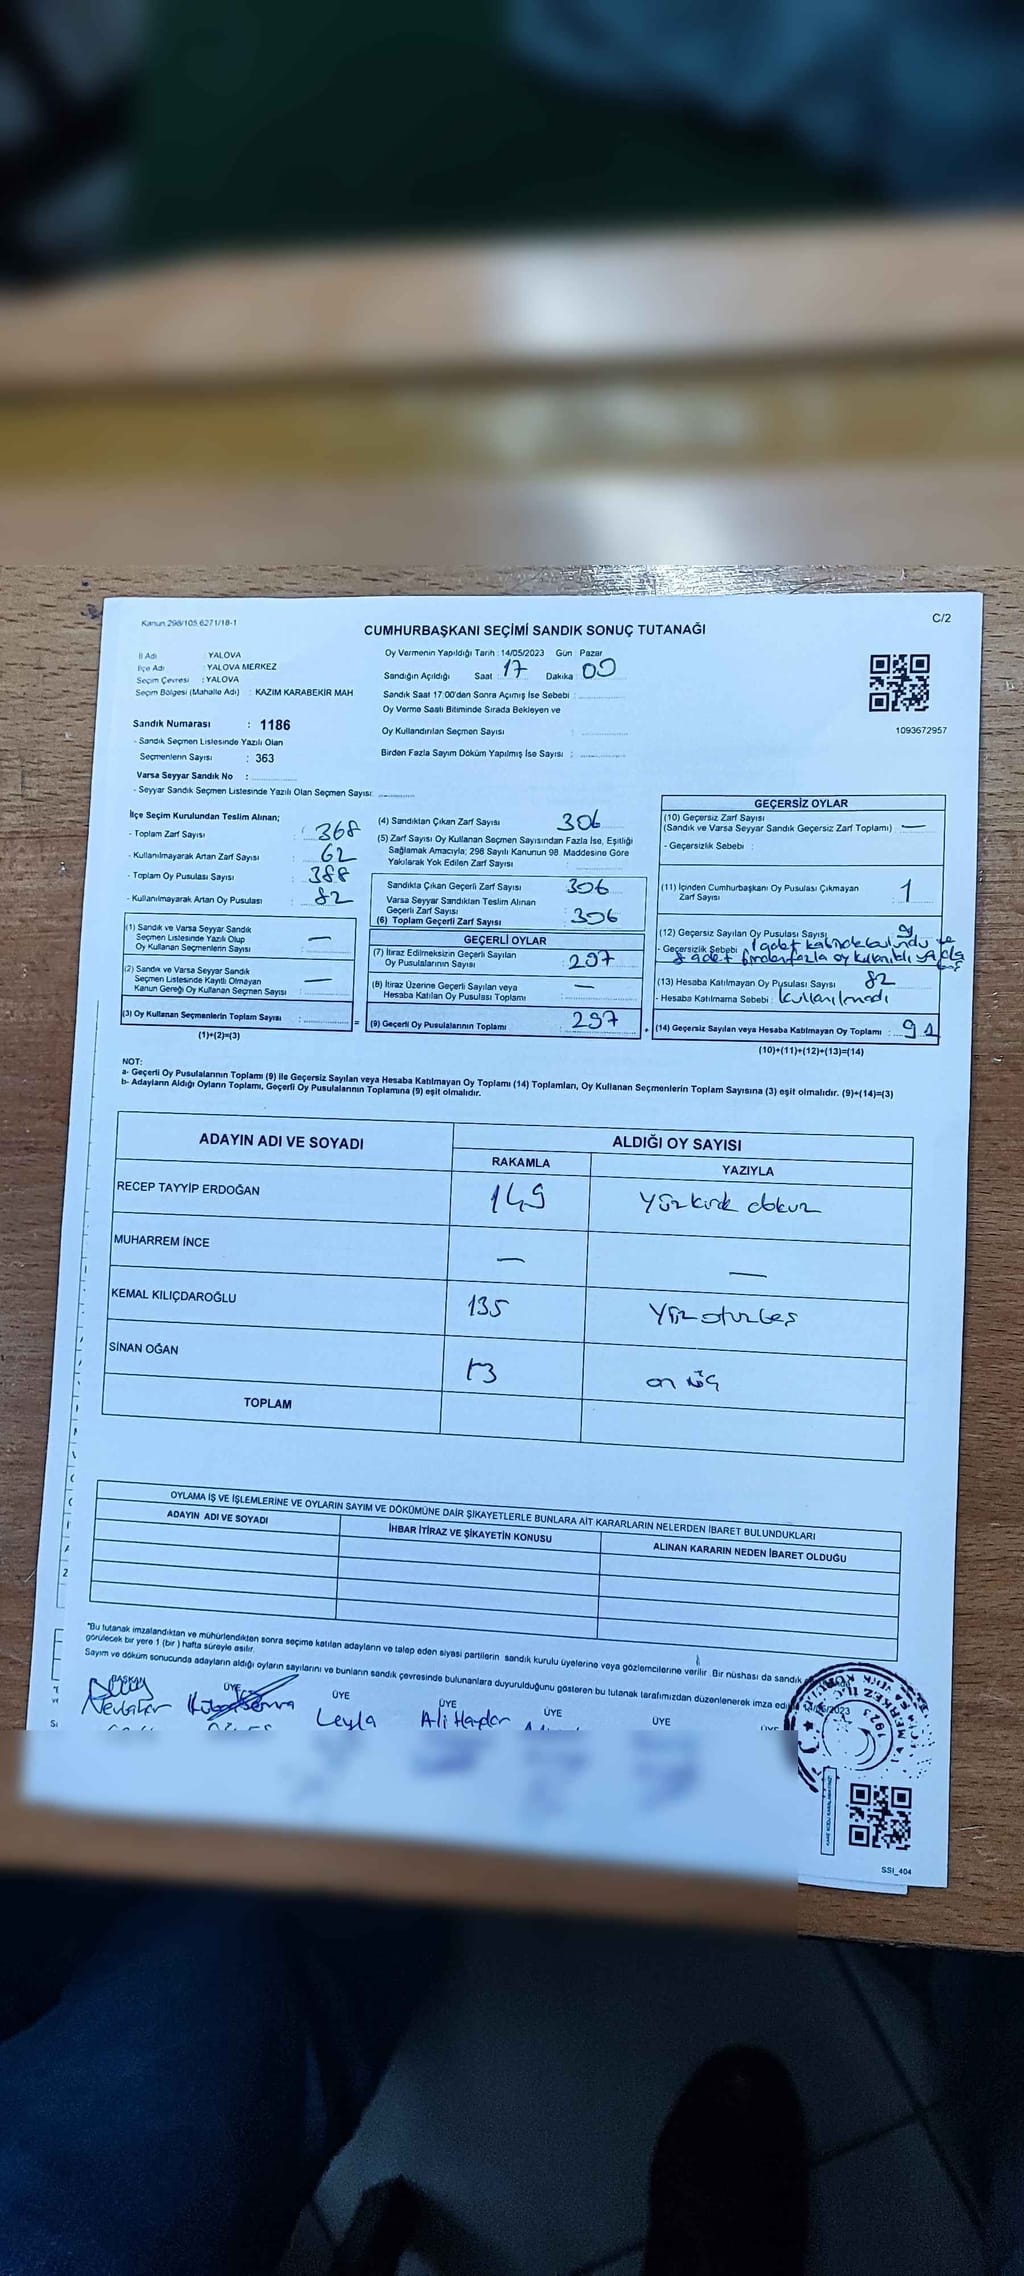 Kanun 298/105,6271/18-1
C/2
CUMHURBAŞKANI SEÇİMİ SANDIK SONUÇ TUTANAĞI
İl Adı : YALOVA
İlçe Adı : YALOVA MERKEZ
Seçim Çevresi : YALOVA
Seçim Bölgesi (Mahalle Adı) : KAZIM KARABEKİR MAH
Sandık Numarası : 1186
- Sandık Seçmen Listesinde Yazılı Olan
Seçmenlerin Sayısı : 363
Varsa Seyyar Sandık No :
- Seyyar Sandık Seçmen Listesinde Yazılı Olan Seçmen Sayısı:
Oy Vermenin Yapıldığı Tarih : 14/05/2023 Gün : Pazar
Sandığın Açıldığı Saat 17 Dakika 00
Sandık Saat 17:00'dan Sonra Açımış İse Sebebi :
Oy Verme Saati Bitiminde Sırada Bekleyen ve
Oy Kullandırılan Seçmen Sayısı :
Birden Fazla Sayım Döküm Yapılmış İse Sayısı :
1093672957
İlçe Seçim Kurulundan Teslim Alınan;
- Toplam Zarf Sayısı : 368
- Kullanılmayarak Artan Zarf Sayısı : 62
- Toplam Oy Pusulası Sayısı : 388
- Kullanılmayarak Artan Oy Pusulası : 82
(1) Sandık ve Varsa Seyyar Sandık
Seçmen Listesinde Yazılı Olup
Oy Kullanan Seçmenlerin Sayısı : —
(2) Sandık ve Varsa Seyyar Sandık
Seçmen Listesinde Kayıtlı Olmayan
Kanun Gereği Oy Kullanan Seçmen Sayısı : —
(3) Oy Kullanan Seçmenlerin Toplam Sayısı : =
(1)+(2)=(3)
(4) Sandıktan Çıkan Zarf Sayısı 306
(5) Zarf Sayısı Oy Kullanan Seçmen Sayısından Fazla İse, Eşitliği
Sağlamak Amacıyla; 298 Sayılı Kanunun 98. Maddesine Göre
Yakılarak Yok Edilen Zarf Sayısı :
Sandıkta Çıkan Geçerli Zarf Sayısı : 306
Varsa Seyyar Sandıktan Teslim Alınan
Geçerli Zarf Sayısı
(6) Toplam Geçerli Zarf Sayısı : 306
GEÇERLİ OYLAR
(7) İtiraz Edilmeksizin Geçerli Sayılan
Oy Pusulalarının Sayısı : 297
(8) İtiraz Üzerine Geçerli Sayılan veya
Hesaba Katılan Oy Pusulası Toplamı : —
(9) Geçerli Oy Pusulalarının Toplamı : 297 +
GEÇERSİZ OYLAR
(10) Geçersiz Zarf Sayısı
(Sandık ve Varsa Seyyar Sandık Geçersiz Zarf Toplamı) —
- Geçersizlik Sebebi :
(11) İçinden Cumhurbaşkanı Oy Pusulası Çıkmayan
Zarf Sayısı : 1
(12) Geçersiz Sayılan Oy Pusulası Sayısı : 9
- Geçersizlik Sebebi 1 adet kabinde bulundu ve
8 adet birden fazla oy kullanıldı
(13) Hesaba Katılmayan Oy Pusulası Sayısı : 82
- Hesaba Katılmama Sebebi : kullanılmadı
(14) Geçersiz Sayılan veya Hesaba Katılmayan Oy Toplamı : 91
(10)+(11)+(12)+(13)=(14)
NOT:
a- Geçerli Oy Pusulalarının Toplamı (9) ile Geçersiz Sayılan veya Hesaba Katılmayan Oy Toplamı (14) Toplamları, Oy Kullanan Seçmenlerin Toplam Sayısına (3) eşit olmalıdır. (9)+(14)=(3)
b- Adayların Aldığı Oyların Toplamı, Geçerli Oy Pusulalarının Toplamına (9) eşit olmalıdır.
ADAYIN ADI VE SOYADI ALDIĞI OY SAYISI
RAKAMLA YAZIYLA
RECEP TAYYİP ERDOĞAN 149 Yüzkırk dokuz
MUHARREM İNCE — —
KEMAL KILIÇDAROĞLU 135 Yüz otuzbeş
SİNAN OĞAN 13 on üç
TOPLAM
OYLAMA İŞ VE İŞLEMLERİNE VE OYLARIN SAYIM VE DÖKÜMÜNE DAİR ŞİKAYETLERLE BUNLARA AİT KARARLARIN NELERDEN İBARET BULUNDUKLARI
ADAYIN ADI VE SOYADI İHBAR İTİRAZ VE ŞİKAYETİN KONUSU ALINAN KARARIN NEDEN İBARET OLDUĞU
*Bu tutanak imzalandıktan ve mühürlendikten sonra seçime katılan adayların ve talep eden siyasi partilerin sandık kurulu üyelerine veya gözlemcilerine verilir. Bir nüshası da sandık
görülecek bir yere 1 (bir) hafta süreyle asılır.
Sayım ve döküm sonucunda adayların aldığı oyların sayılarını ve bunların sandık çevresinde bulunanlara duyurulduğunu gösteren bu tutanak tarafımızdan düzenlenerek imza edildi. 14/05/2023
BAŞKAN ÜYE ÜYE ÜYE ÜYE ÜYE ÜYE
Leyla Ali Haydar
1923
SSI_404